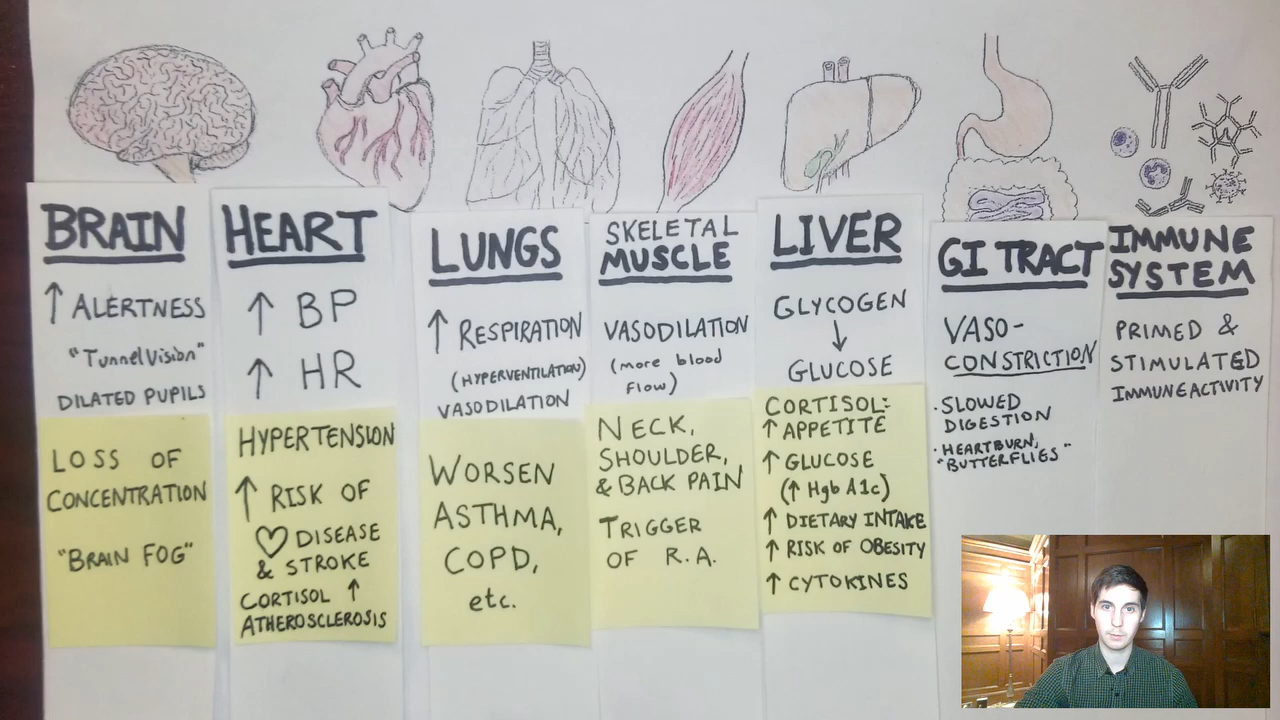 BRAIN
↑ ALERTNESS
"Tunnel Vision"
DILATED PUPILS
LOSS OF
CONCENTRATION
"BRAIN FOG"
HEART
↑ BP
↑ HR
HYPERTENSION
↑ RISK OF
♡ DISEASE
& STROKE
CORTISOL ↑
ATHEROSCLEROSIS
LUNGS
↑ RESPIRATION
(HYPERVENTILATION)
VASODILATION
WORSEN
ASTHMA,
COPD,
etc.
SKELETAL
MUSCLE
VASODILATION
(more blood
flow)
NECK,
SHOULDER,
& BACK PAIN
TRIGGER
OF R.A.
LIVER
GLYCOGEN
↓
GLUCOSE
CORTISOL:
↑ APPETITE
↑ GLUCOSE
(↑ Hgb A1c)
↑ DIETARY INTAKE
↑ RISK OF OBESITY
↑ CYTOKINES
GI TRACT
VASO-
CONSTRICTION
· SLOWED
DIGESTION
· HEARTBURN,
"BUTTERFLIES"
IMMUNE
SYSTEM
PRIMED &
STIMULATED
IMMUNE ACTIVITY